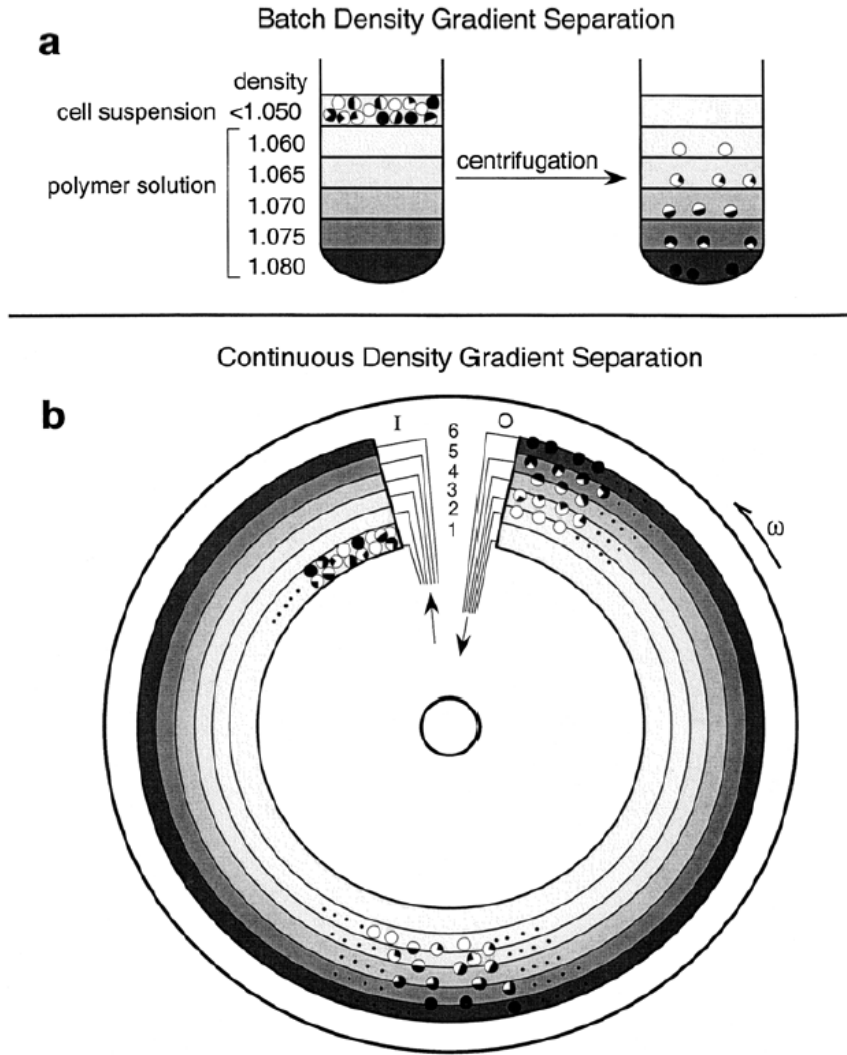 Batch Density Gradient Separation
a
density
cell suspension <1.050
1.060
1.065
polymer solution
1.070
1.075
1.080
centrifugation
Continuous Density Gradient Separation
b
I
O
6
5
4
3
2
1
ω